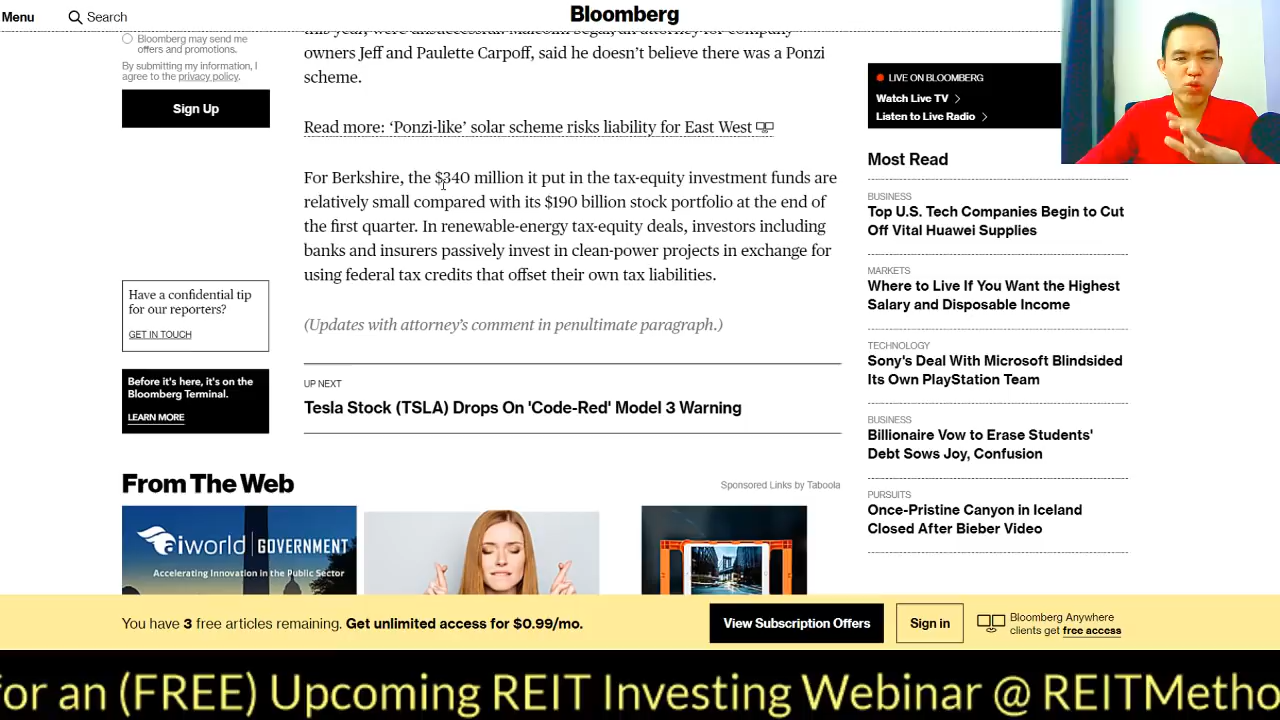 Menu
Search
Bloomberg
Bloomberg may send me
offers and promotions.
By submitting my information, I
agree to the privacy policy.
Sign Up
this year, were unsuccessful. Malcolm Segal, an attorney for company
owners Jeff and Paulette Carpoff, said he doesn’t believe there was a Ponzi
scheme.
Read more: ‘Ponzi-like’ solar scheme risks liability for East West
For Berkshire, the $340 million it put in the tax-equity investment funds are
relatively small compared with its $190 billion stock portfolio at the end of
the first quarter. In renewable-energy tax-equity deals, investors including
banks and insurers passively invest in clean-power projects in exchange for
using federal tax credits that offset their own tax liabilities.
(Updates with attorney’s comment in penultimate paragraph.)
Have a confidential tip
for our reporters?
GET IN TOUCH
Before it's here, it's on the
Bloomberg Terminal.
LEARN MORE
UP NEXT
Tesla Stock (TSLA) Drops On 'Code-Red' Model 3 Warning
LIVE ON BLOOMBERG
Watch Live TV
Listen to Live Radio
Most Read
BUSINESS
Top U.S. Tech Companies Begin to Cut
Off Vital Huawei Supplies
MARKETS
Where to Live If You Want the Highest
Salary and Disposable Income
TECHNOLOGY
Sony's Deal With Microsoft Blindsided
Its Own PlayStation Team
BUSINESS
Billionaire Vow to Erase Students'
Debt Sows Joy, Confusion
PURSUITS
Once-Pristine Canyon in Iceland
Closed After Bieber Video
From The Web
Sponsored Links by Taboola
aiworld GOVERNMENT
Accelerating Innovation in the Public Sector
You have 3 free articles remaining. Get unlimited access for $0.99/mo.
View Subscription Offers
Sign in
Bloomberg Anywhere
clients get free access
for an (FREE) Upcoming REIT Investing Webinar @ REITMetho